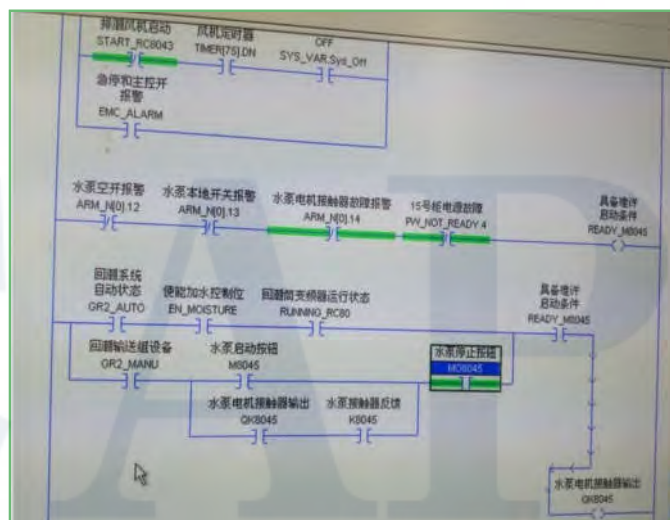 排潮风机启动
START_RC8043
风机定时器
TIMER[75].DN
OFF
SYS_VAR.Sys_Off
急停和主控开
报警
EMC_ALARM
水泵空开报警
ARM_N[0].12
水泵本地开关报警
ARM_N[0].13
水泵电机接触器故障报警
ARM_N[0].14
15号柜电源故障
PW_NOT_READY.4
具备准许
启动条件
READY_M8045
回潮系统
自动状态
GR2_AUTO
使能加水控制位
EN_MOISTURE
回潮筒变频器运行状态
RUNNING_RC80
具备准许
启动条件
READY_M8045
回潮输送组设备
GR2_MANU
水泵启动按钮
M8045
水泵停止按钮
MO8045
水泵电机接触器输出
QK8045
水泵接触器反馈
K8045
水泵电机接触器输出
QK8045